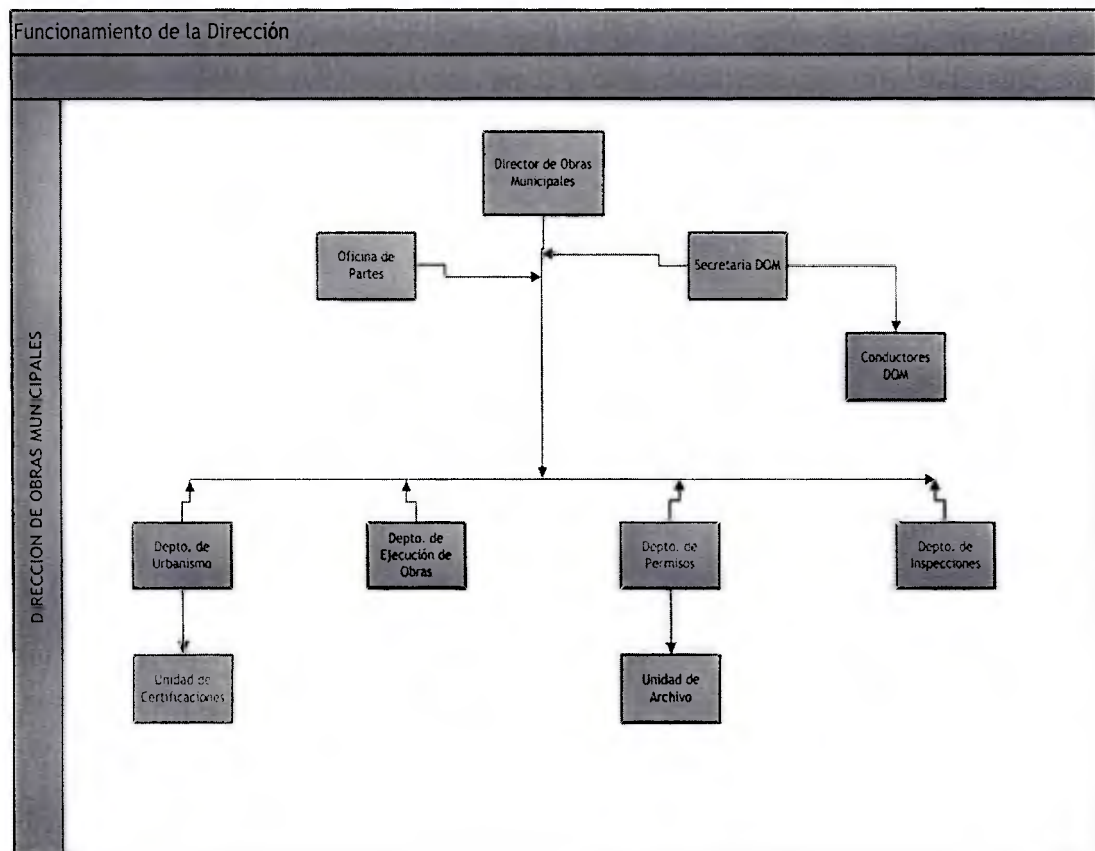 Funcionamiento de la Dirección
DIRECCION DE OBRAS MUNICIPALES
Director de Obras
Municipales
Oficina de
Partes
Secretaria DOM
Conductores
DOM
Depto. de
Urbanismo
Depto. de
Ejecución de
Obras
Depto. de
Permisos
Depto. de
Inspecciones
Unidad de
Certificaciones
Unidad de
Archivo